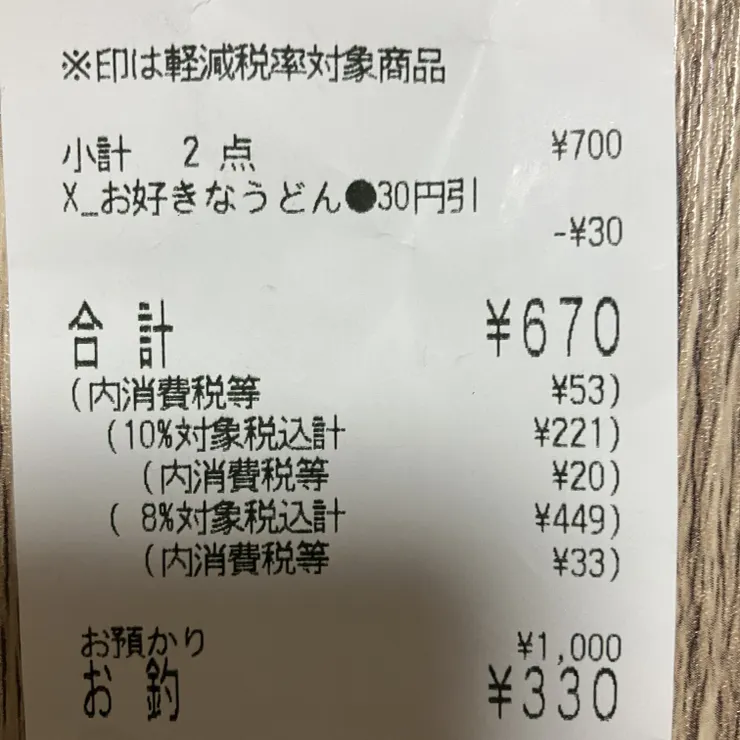 ※印は軽減税率対象商品
小計 2 点 ¥700
X_お好きなうどん●30円引
-¥30
合 計 ¥670
(内消費税等 ¥53)
(10%対象税込計 ¥221)
(内消費税等 ¥20)
( 8%対象税込計 ¥449)
(内消費税等 ¥33)
お預かり ¥1,000
お 釣 ¥330